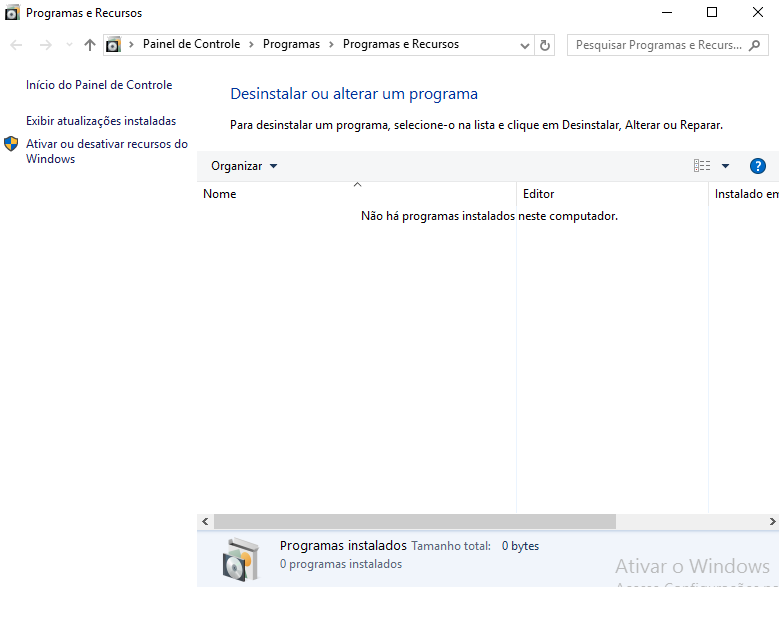 Programas e Recursos
Painel de Controle > Programas > Programas e Recursos
Pesquisar Programas e Recurs...
Início do Painel de Controle
Exibir atualizações instaladas
Ativar ou desativar recursos do
Windows
Desinstalar ou alterar um programa
Para desinstalar um programa, selecione-o na lista e clique em Desinstalar, Alterar ou Reparar.
Organizar
Nome
Editor
Instalado em
Não há programas instalados neste computador.
Programas instalados Tamanho total: 0 bytes
0 programas instalados
Ativar o Windows